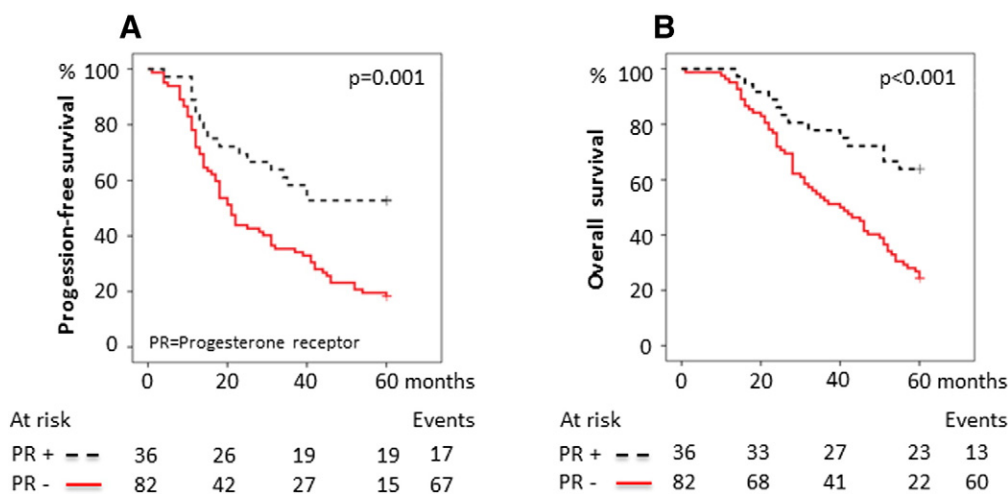 A
% 100
80
60
40
20
0
Progession-free survival
p=0.001
PR=Progesterone receptor
0 20 40 60 months
At risk Events
PR + 36 26 19 19 17
PR - 82 42 27 15 67
B
% 100
80
60
40
20
0
Overall survival
p<0.001
0 20 40 60 months
At risk Events
PR + 36 33 27 23 13
PR - 82 68 41 22 60